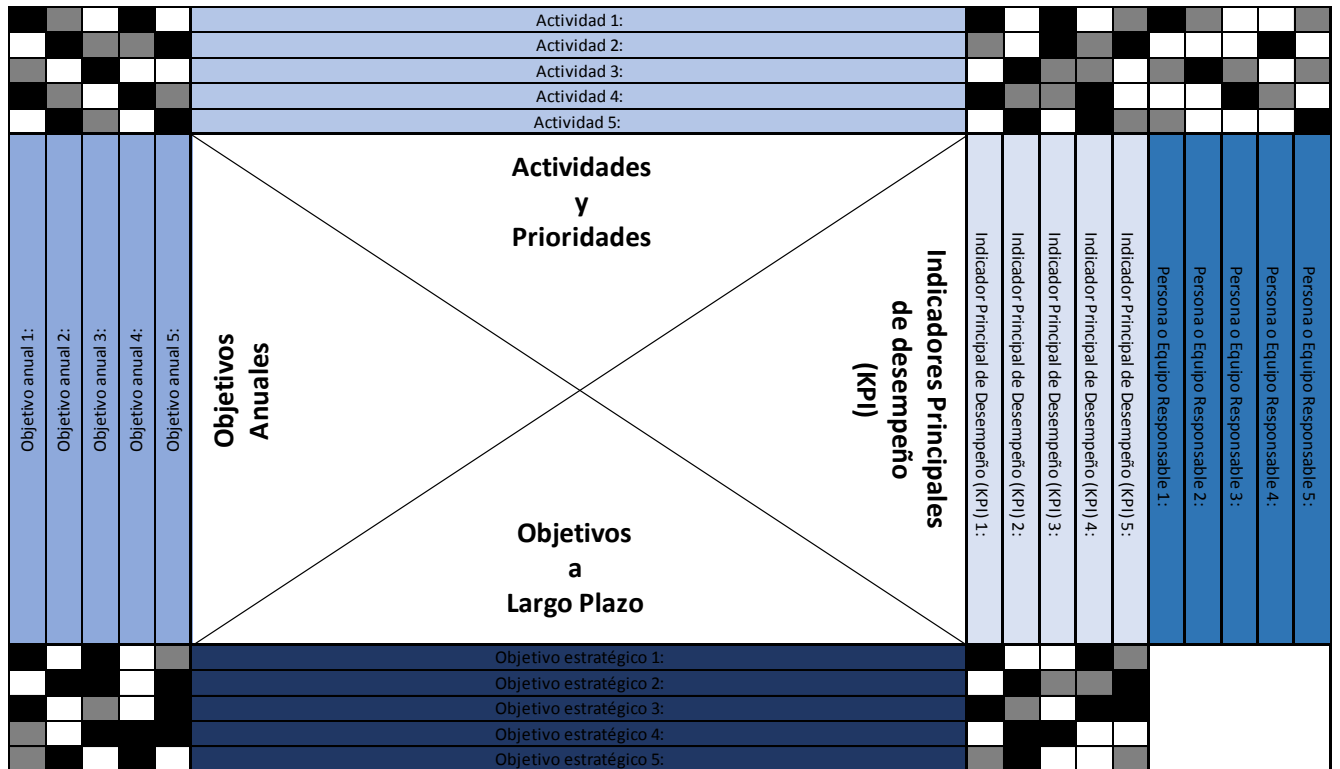 Actividad 1:
Actividad 2:
Actividad 3:
Actividad 4:
Actividad 5:
Objetivo anual 1:
Objetivo anual 2:
Objetivo anual 3:
Objetivo anual 4:
Objetivo anual 5:
Objetivos
Anuales
Actividades
y
Prioridades
Indicadores Principales
de desempeño
(KPI)
Objetivos
a
Largo Plazo
Indicador Principal de Desempeño (KPI) 1:
Indicador Principal de Desempeño (KPI) 2:
Indicador Principal de Desempeño (KPI) 3:
Indicador Principal de Desempeño (KPI) 4:
Indicador Principal de Desempeño (KPI) 5:
Persona o Equipo Responsable 1:
Persona o Equipo Responsable 2:
Persona o Equipo Responsable 3:
Persona o Equipo Responsable 4:
Persona o Equipo Responsable 5:
Objetivo estratégico 1:
Objetivo estratégico 2:
Objetivo estratégico 3:
Objetivo estratégico 4:
Objetivo estratégico 5: